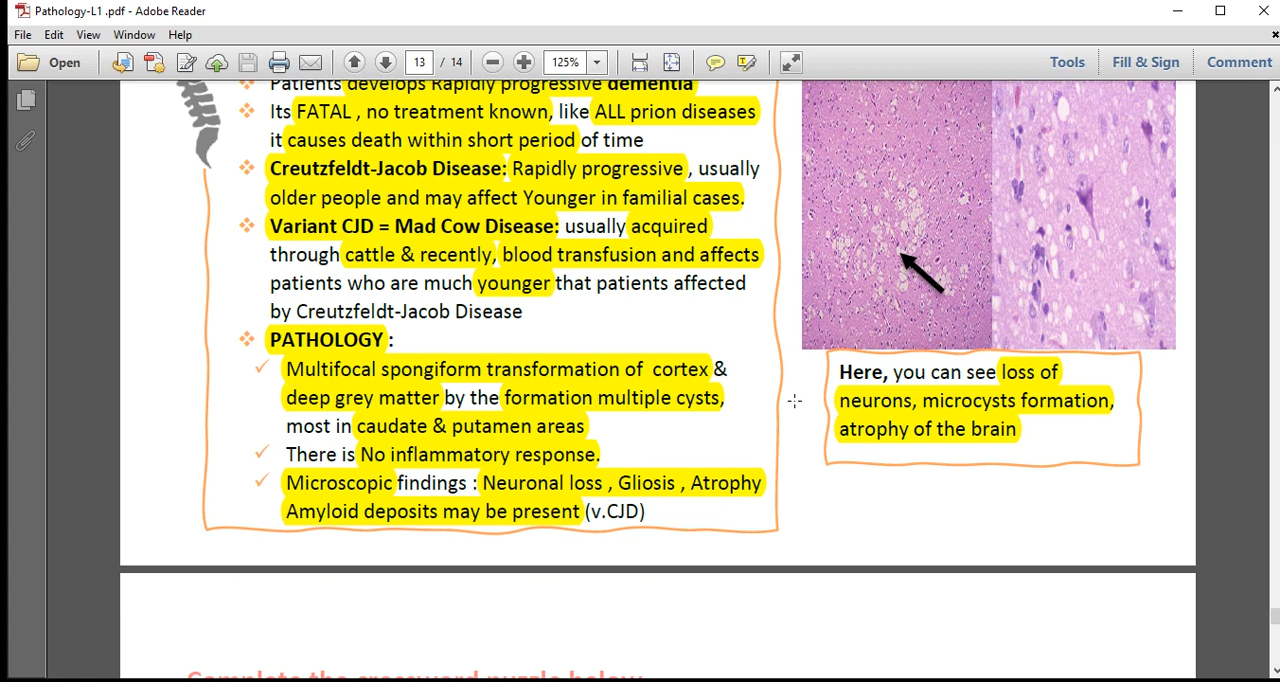 Pathology-L1 .pdf - Adobe Reader
File Edit View Window Help
Open 13 / 14 125% Tools Fill & Sign Comment
Patients develops Rapidly progressive dementia
Its FATAL , no treatment known, like ALL prion diseases
it causes death within short period of time
Creutzfeldt-Jacob Disease: Rapidly progressive , usually
older people and may affect Younger in familial cases.
Variant CJD = Mad Cow Disease: usually acquired
through cattle & recently, blood transfusion and affects
patients who are much younger that patients affected
by Creutzfeldt-Jacob Disease
PATHOLOGY :
Multifocal spongiform transformation of cortex &
deep grey matter by the formation multiple cysts,
most in caudate & putamen areas
There is No inflammatory response.
Microscopic findings : Neuronal loss , Gliosis , Atrophy
Amyloid deposits may be present (v.CJD)
Here, you can see loss of
neurons, microcysts formation,
atrophy of the brain
Complete the crossword puzzle below